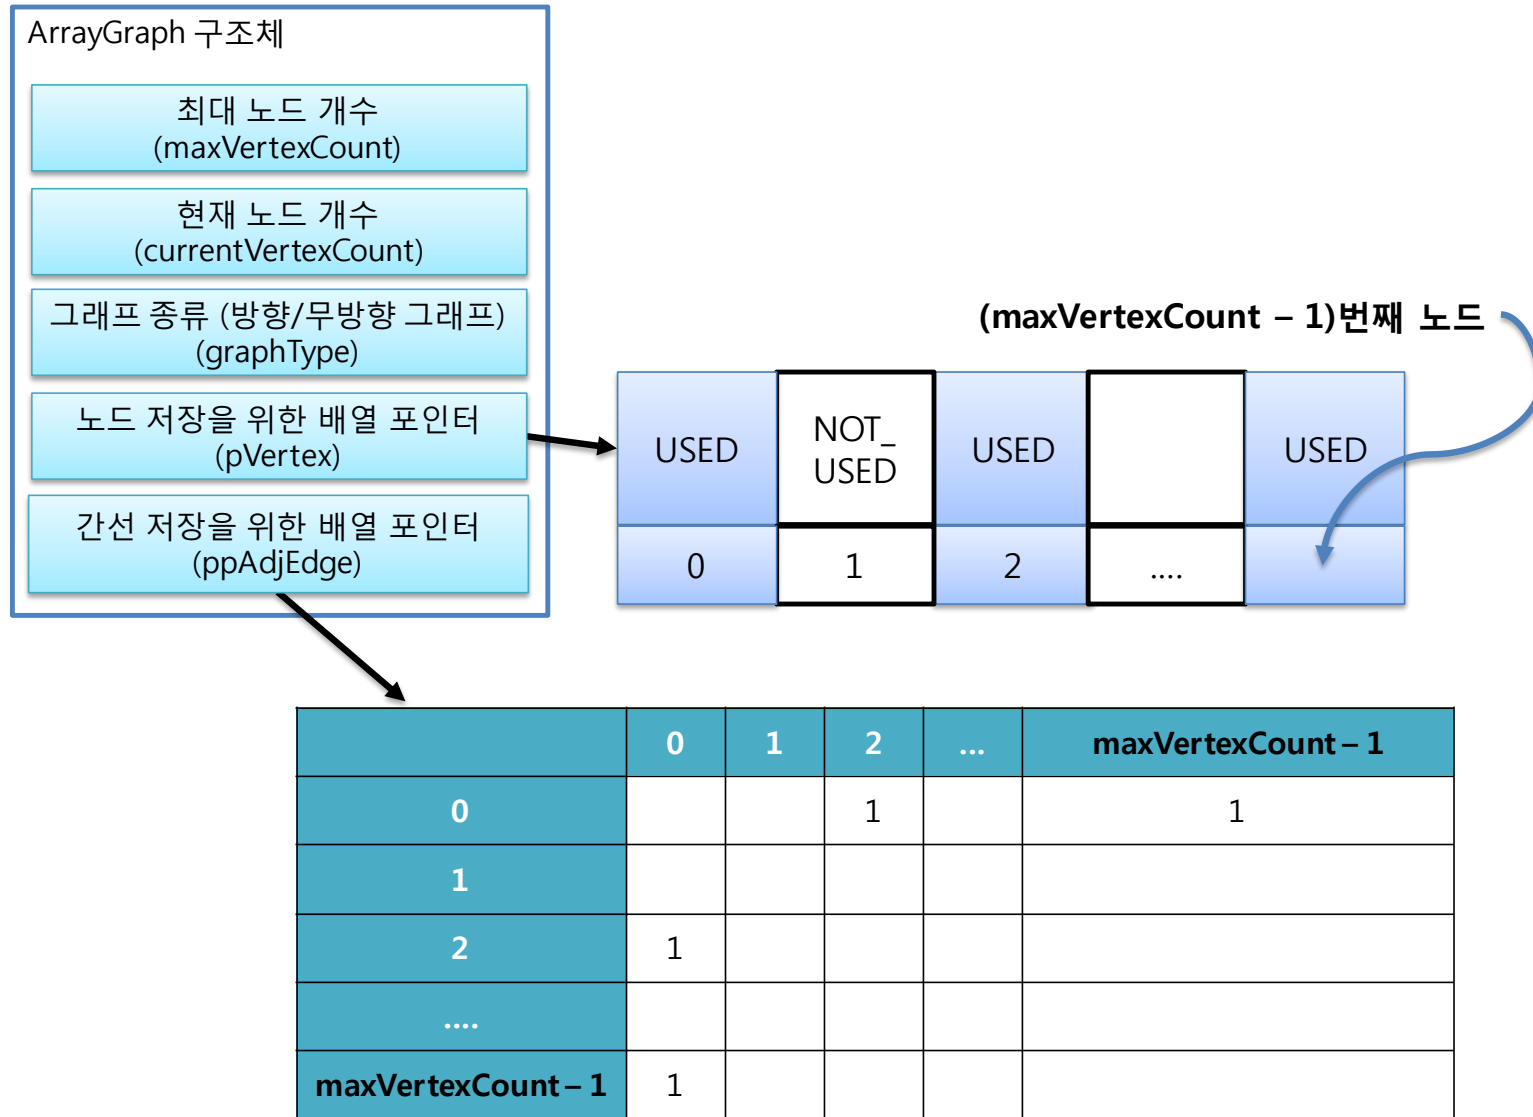 ArrayGraph 구조체
최대 노드 개수
(maxVertexCount)
현재 노드 개수
(currentVertexCount)
그래프 종류 (방향/무방향 그래프)
(graphType)
노드 저장을 위한 배열 포인터
(pVertex)
간선 저장을 위한 배열 포인터
(ppAdjEdge)
(maxVertexCount – 1)번째 노드
USED NOT_ USED USED
USED
0 1 2 ....
0 1 2 ... maxVertexCount – 1
0 1 1
1
2 1
....
maxVertexCount – 1 1